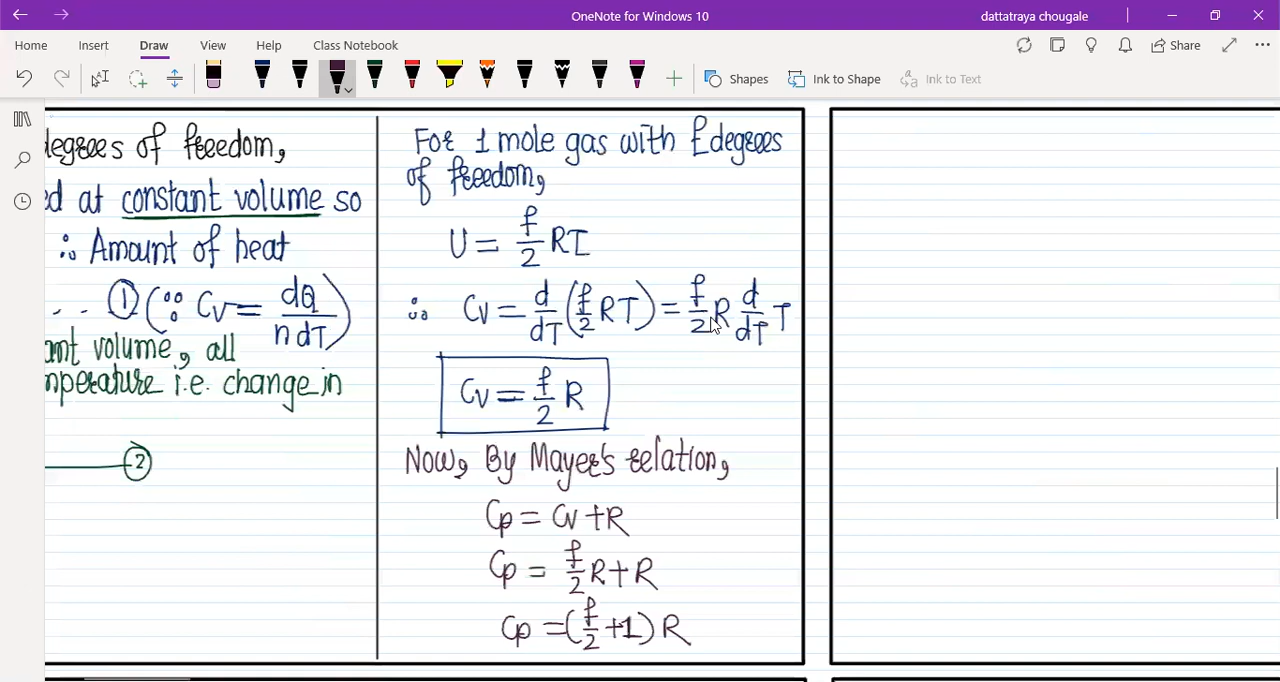 OneNote for Windows 10
dattatraya chougale
Home Insert Draw View Help Class Notebook
Share
Shapes
Ink to Shape
Ink to Text
degrees of freedom,
ed at constant volume so
∴ Amount of heat
.. ① (∵ Cv = dQ/ndT)
ant volume, all
mperature i.e. change in
②
For 1 mole gas with f degrees
of freedom,
U = f/2 RT
∴ Cv = d/dT (f/2 RT) = f/2 R d/dT T
Cv = f/2 R
Now, By Mayer's relation,
Cp = Cv + R
Cp = f/2 R + R
Cp = (f/2 + 1) R